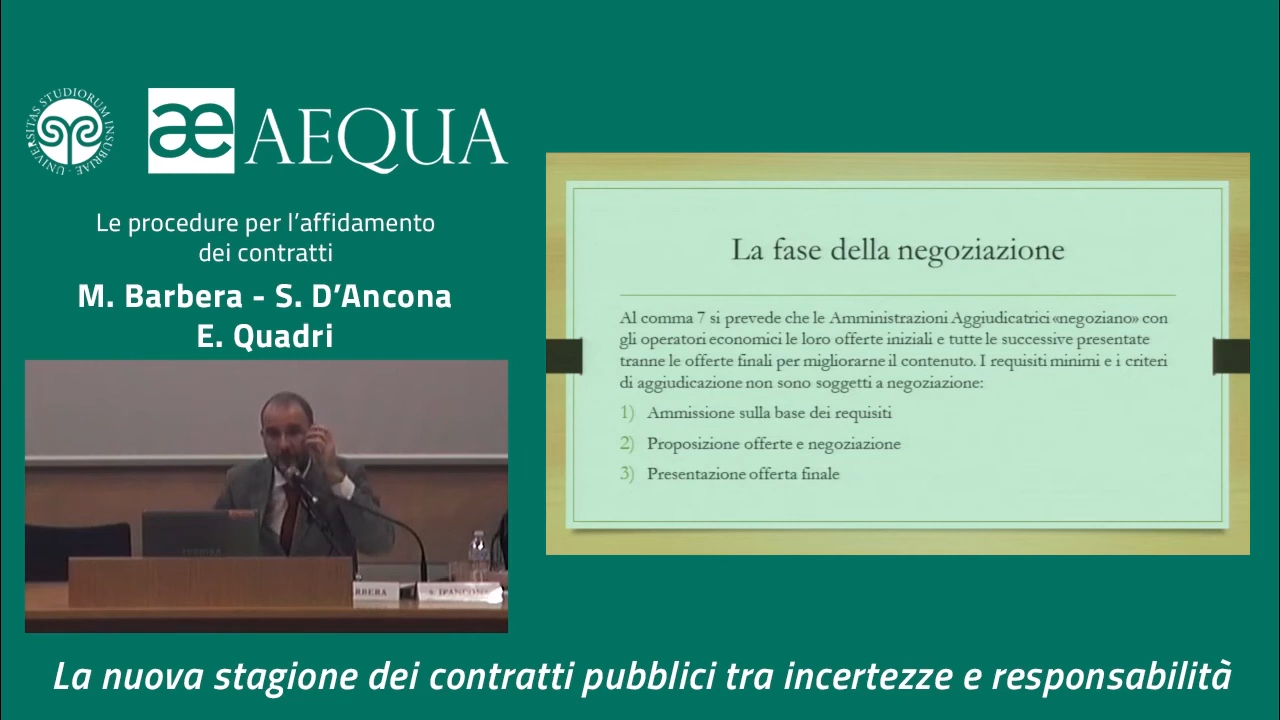 UNIVERSITAS STUDIORUM INSUBRIAE
æ AEQUA
Le procedure per l’affidamento
dei contratti
M. Barbera - S. D’Ancona
E. Quadri
La fase della negoziazione
Al comma 7 si prevede che le Amministrazioni Aggiudicatrici «negoziano» con
gli operatori economici le loro offerte iniziali e tutte le successive presentate
tranne le offerte finali per migliorarne il contenuto. I requisiti minimi e i criteri
di aggiudicazione non sono soggetti a negoziazione:
1) Ammissione sulla base dei requisiti
2) Proposizione offerte e negoziazione
3) Presentazione offerta finale
La nuova stagione dei contratti pubblici tra incertezze e responsabilità